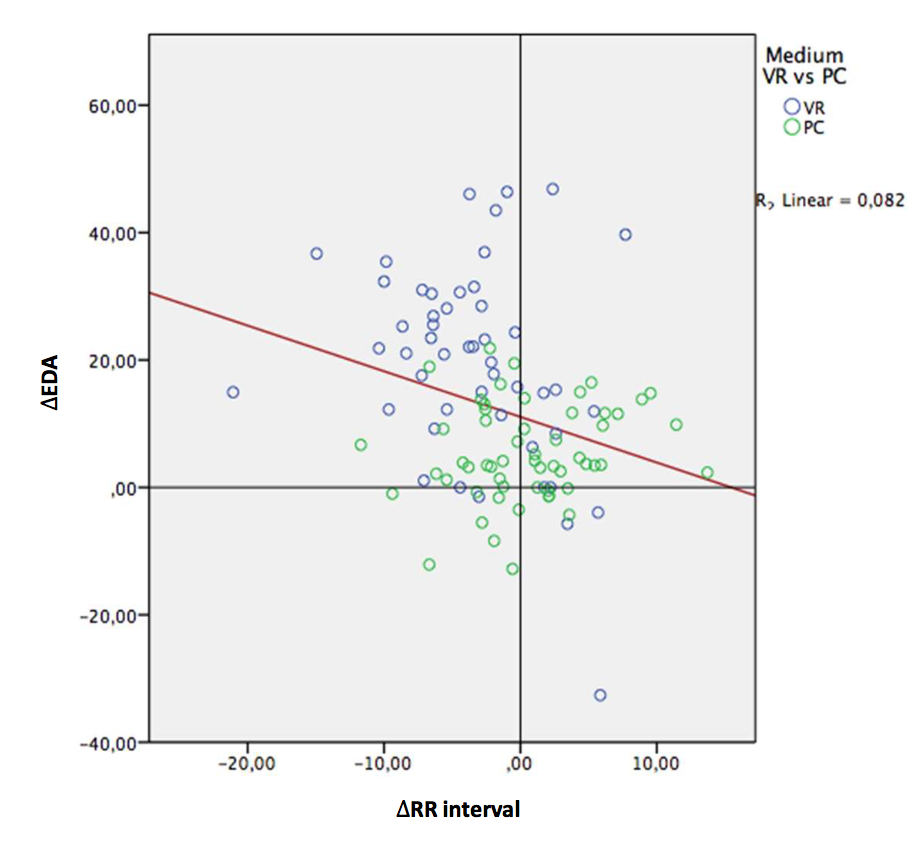 Medium
VR vs PC
VR
PC
R₂ Linear = 0,082
60,00
40,00
20,00
,00
-20,00
-40,00
ΔEDA
-20,00
-10,00
,00
10,00
ΔRR interval